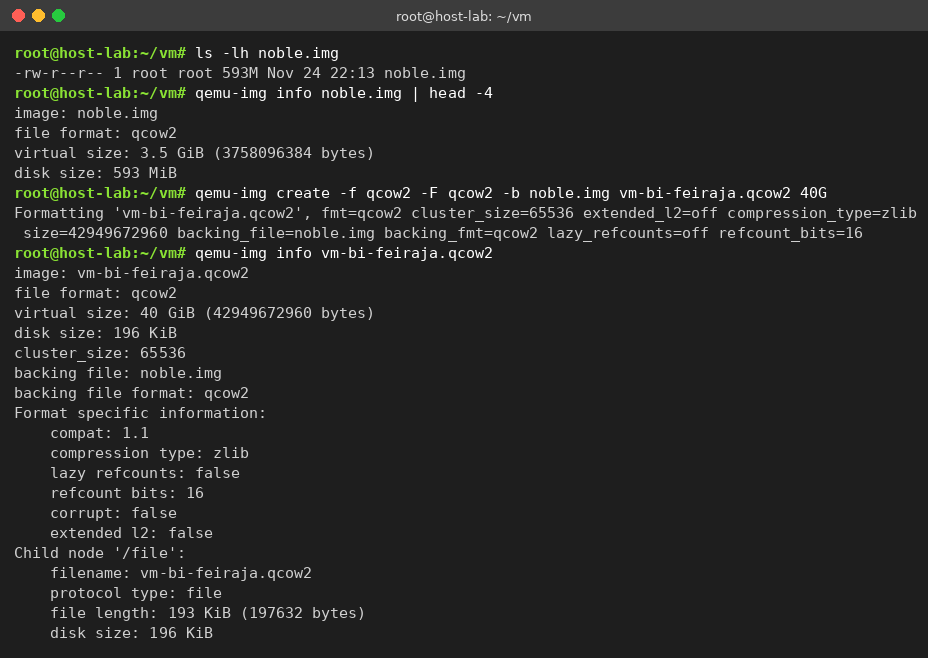 root@host-lab: ~/vm
root@host-lab:~/vm# ls -lh noble.img
-rw-r--r-- 1 root root 593M Nov 24 22:13 noble.img
root@host-lab:~/vm# qemu-img info noble.img | head -4
image: noble.img
file format: qcow2
virtual size: 3.5 GiB (3758096384 bytes)
disk size: 593 MiB
root@host-lab:~/vm# qemu-img create -f qcow2 -F qcow2 -b noble.img vm-bi-feiraja.qcow2 40G
Formatting 'vm-bi-feiraja.qcow2', fmt=qcow2 cluster_size=65536 extended_l2=off compression_type=zlib
 size=42949672960 backing_file=noble.img backing_fmt=qcow2 lazy_refcounts=off refcount_bits=16
root@host-lab:~/vm# qemu-img info vm-bi-feiraja.qcow2
image: vm-bi-feiraja.qcow2
file format: qcow2
virtual size: 40 GiB (42949672960 bytes)
disk size: 196 KiB
cluster_size: 65536
backing file: noble.img
backing file format: qcow2
Format specific information:
    compat: 1.1
    compression type: zlib
    lazy refcounts: false
    refcount bits: 16
    corrupt: false
    extended l2: false
Child node '/file':
    filename: vm-bi-feiraja.qcow2
    protocol type: file
    file length: 193 KiB (197632 bytes)
    disk size: 196 KiB